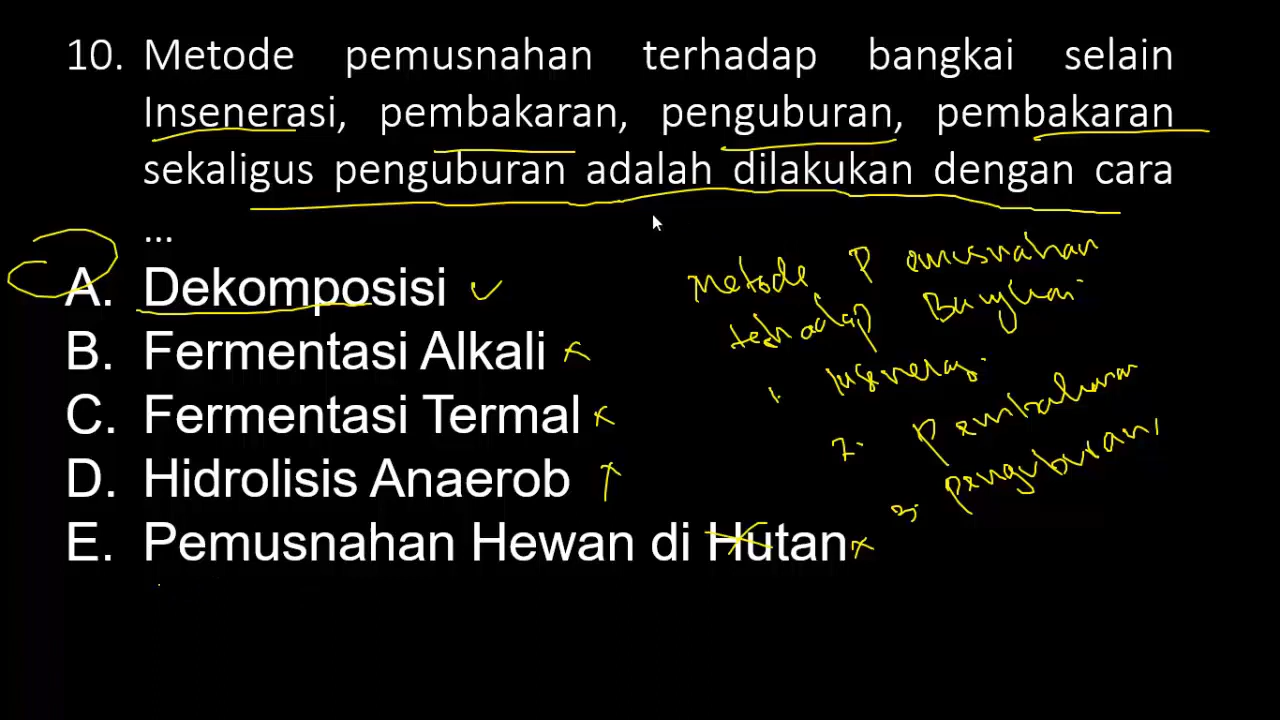 10. Metode pemusnahan terhadap bangkai selain
Insenerasi, pembakaran, penguburan, pembakaran
sekaligus penguburan adalah dilakukan dengan cara
...
A. Dekomposisi
B. Fermentasi Alkali
C. Fermentasi Termal
D. Hidrolisis Anaerob
E. Pemusnahan Hewan di Hutan
Metode Pemusnahan
terhadap Bangkai
1. Insenerasi
2. Pembakaran
3. penguburan,